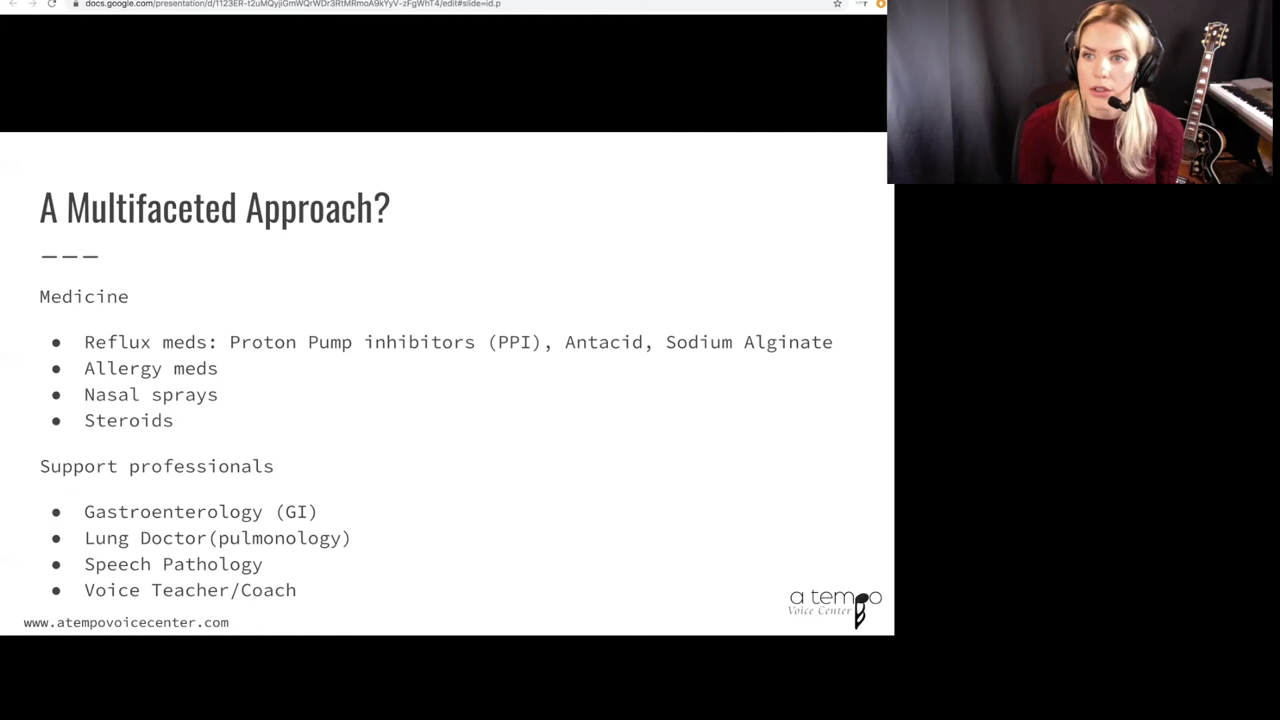 docs.google.com/presentation/d/1123ER-t2uMQyjiGmWQrWDr3RtMRmoA9kYyV-zFgWhT4/edit#slide=id.p
A Multifaceted Approach?
Medicine
● Reflux meds: Proton Pump inhibitors (PPI), Antacid, Sodium Alginate
● Allergy meds
● Nasal sprays
● Steroids
Support professionals
● Gastroenterology (GI)
● Lung Doctor(pulmonology)
● Speech Pathology
● Voice Teacher/Coach
a tempo
Voice Center
www.atempovoicecenter.com